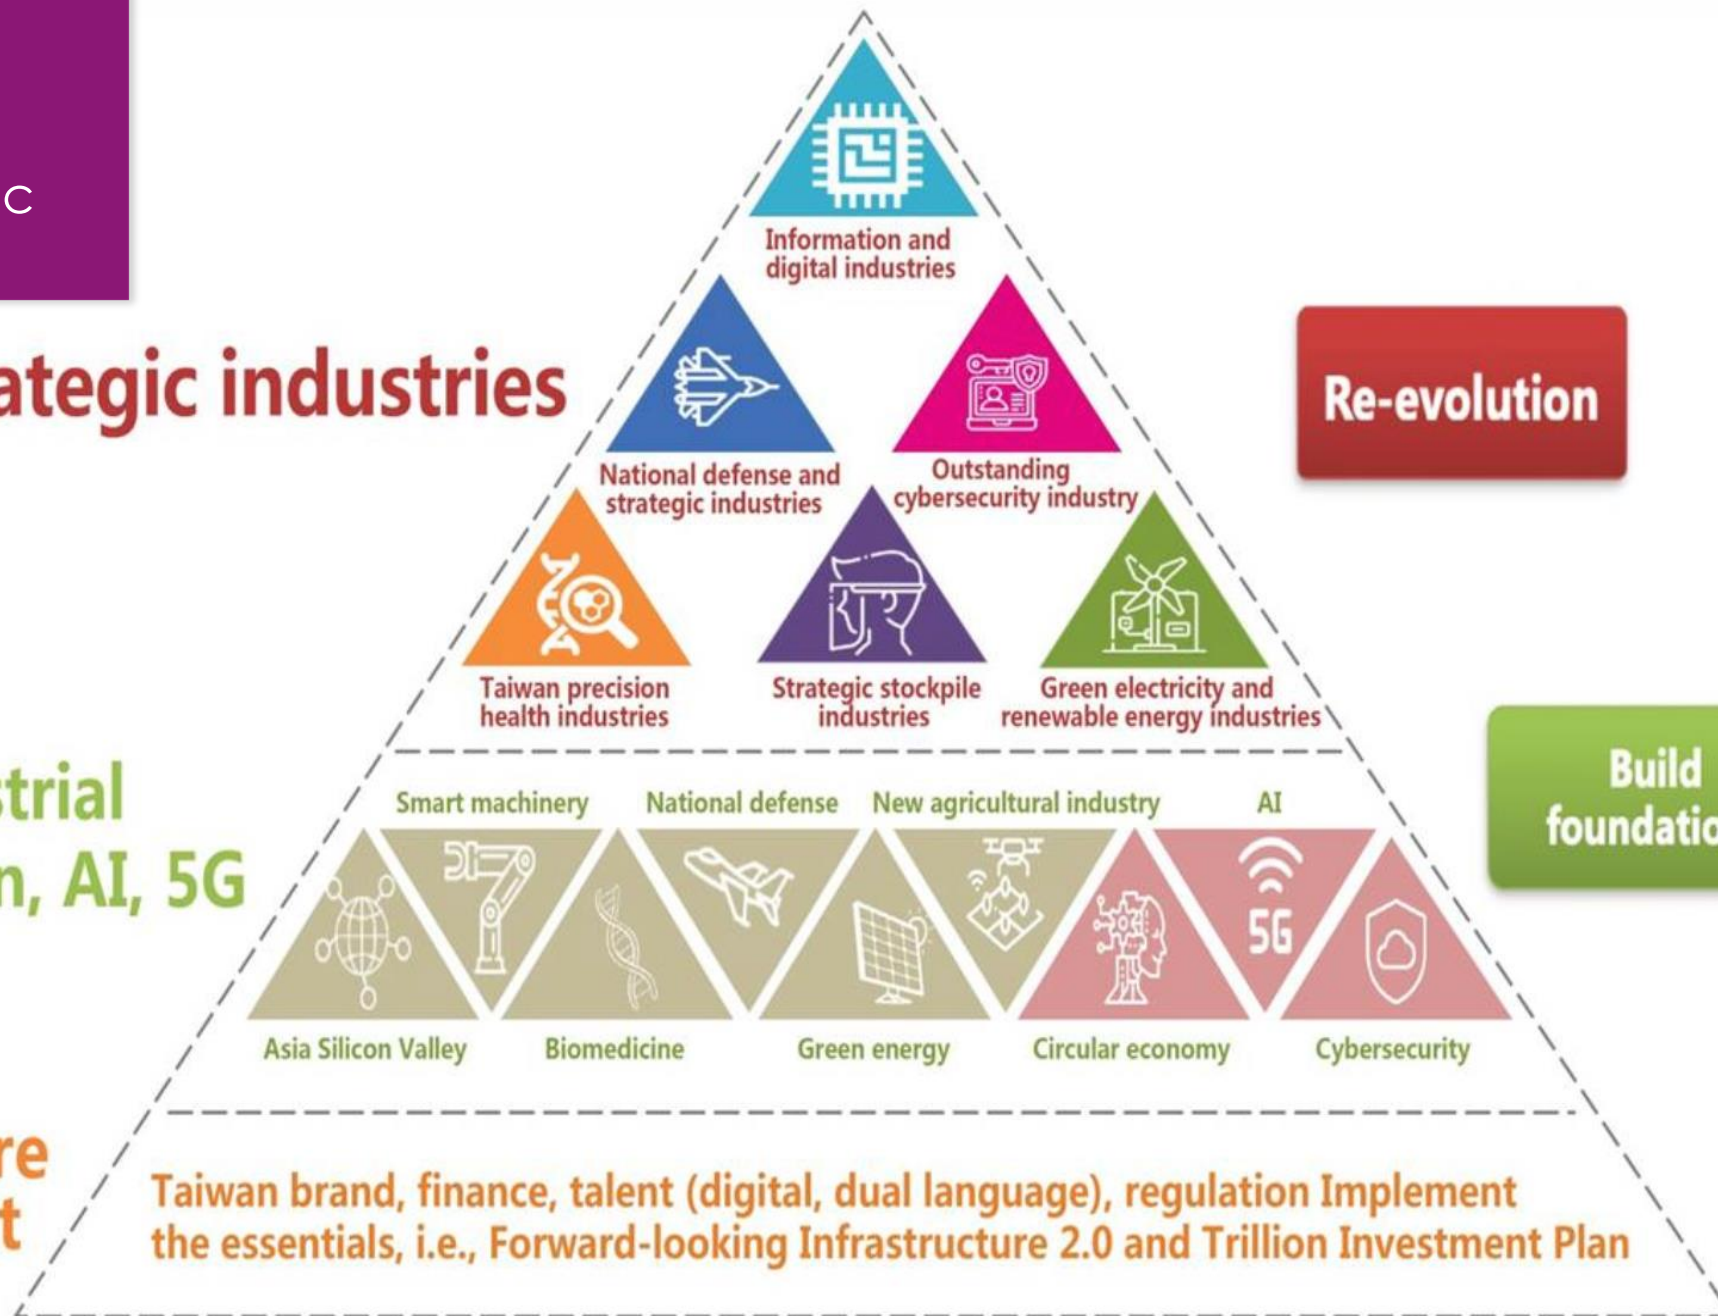 C
Information and
digital industries
ategic industries
Re-evolution
National defense and
strategic industries
Outstanding
cybersecurity industry
Taiwan precision
health industries
Strategic stockpile
industries
Green electricity and
renewable energy industries
strial
n, AI, 5G
Build
foundatio
Smart machinery
National defense
New agricultural industry
AI
5G
Asia Silicon Valley
Biomedicine
Green energy
Circular economy
Cybersecurity
re
t
Taiwan brand, finance, talent (digital, dual language), regulation Implement
the essentials, i.e., Forward-looking Infrastructure 2.0 and Trillion Investment Plan